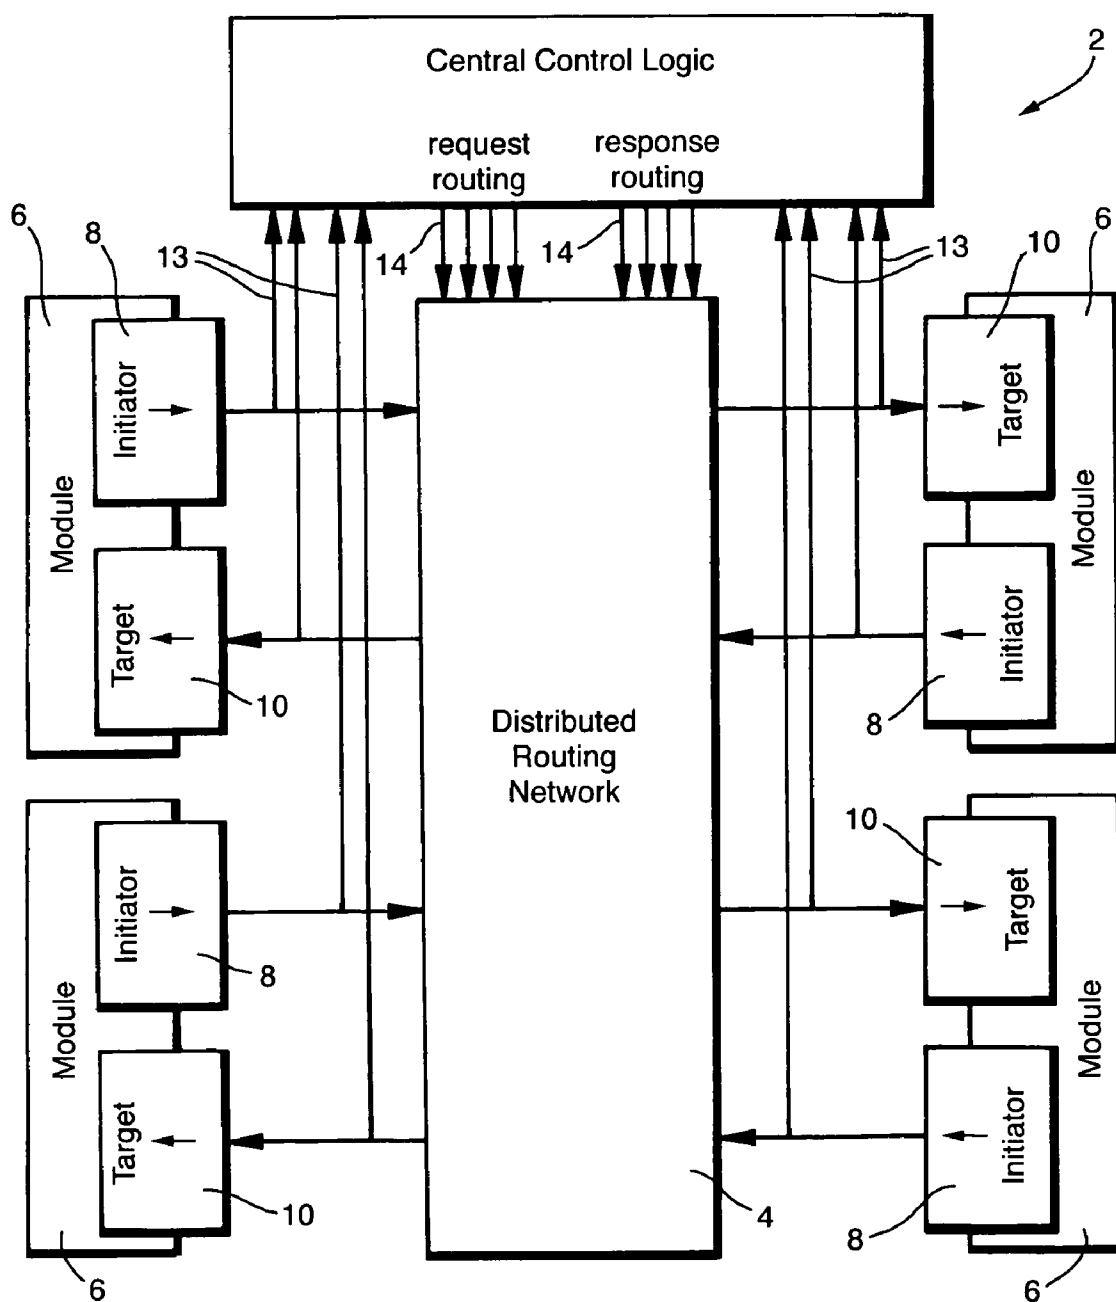 Central Control Logic
2
request
routing
response
routing
6
8
13
14
14
13
10
6
Initiator
Target
Module
Module
Target
Initiator
10
8
Distributed
Routing
Network
10
Initiator
Target
8
Module
Module
Target
Initiator
10
4
8
6
6